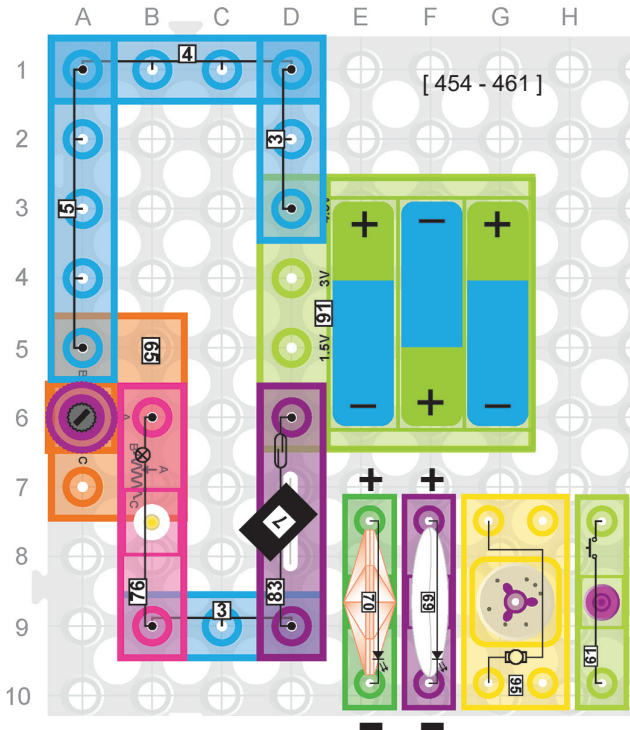 A B C D E F G H
1 4 [ 454 - 461 ]
2 3
3 5 + − +
4 3V
91
5 65 1.5V
B
6 A − + −
B A
C
7 C + +
7
8
76 83 70 69 61
9 3 95
10
− −